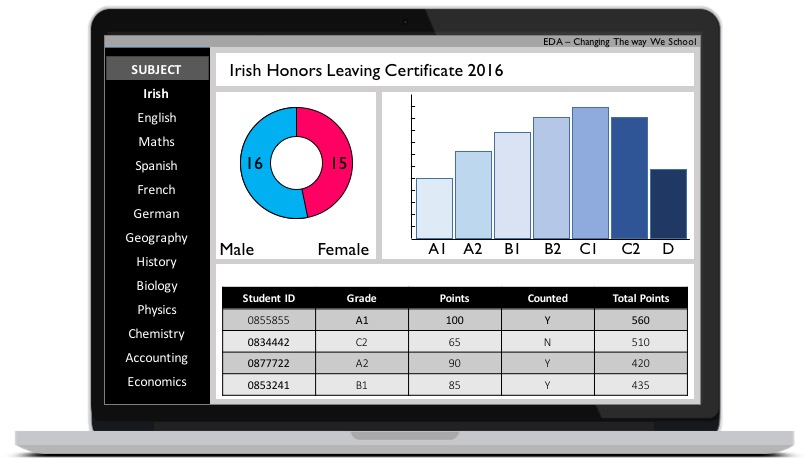 EDA – Changing The way We School
SUBJECT
Irish
English
Maths
Spanish
French
German
Geography
History
Biology
Physics
Chemistry
Accounting
Economics
Irish Honors Leaving Certificate 2016
16 15
Male Female
A1 A2 B1 B2 C1 C2 D
Student ID Grade Points Counted Total Points
0855855 A1 100 Y 560
0834442 C2 65 N 510
0877722 A2 90 Y 420
0853241 B1 85 Y 435